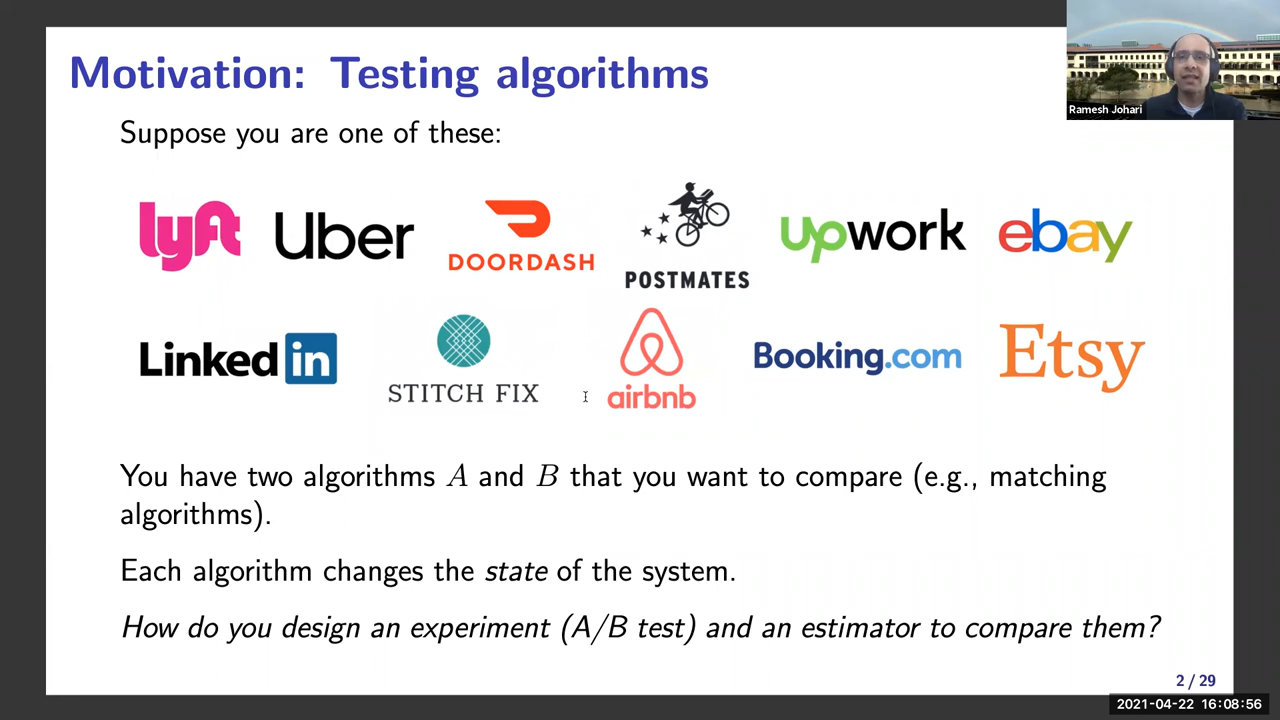 Motivation: Testing algorithms
Ramesh Johari
Suppose you are one of these:
lyft Uber DOORDASH POSTMATES upwork ebay
Linked in STITCH FIX airbnb Booking.com Etsy
You have two algorithms A and B that you want to compare (e.g., matching
algorithms).
Each algorithm changes the state of the system.
How do you design an experiment (A/B test) and an estimator to compare them?
2 / 29
2021-04-22 16:08:56